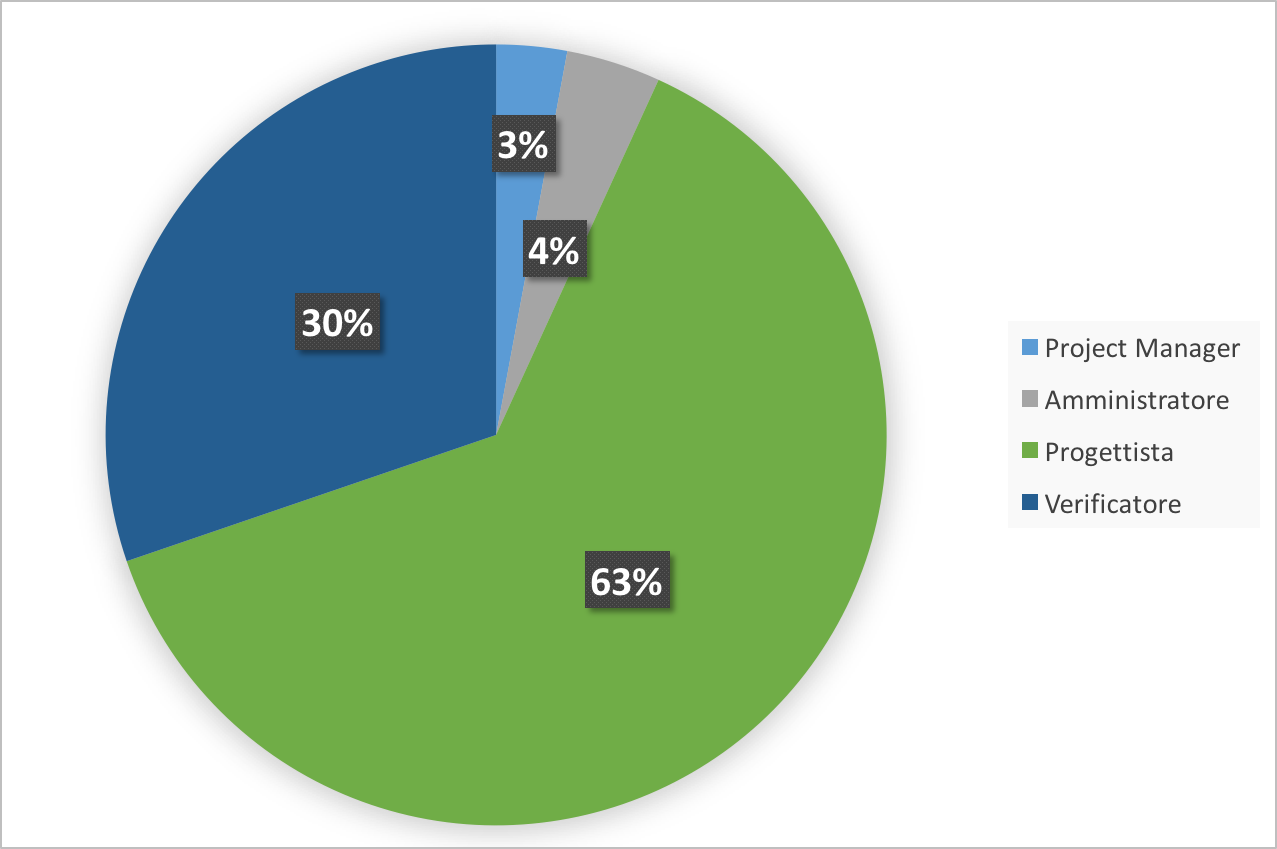 3%
4%
30%
63%
Project Manager
Amministratore
Progettista
Verificatore